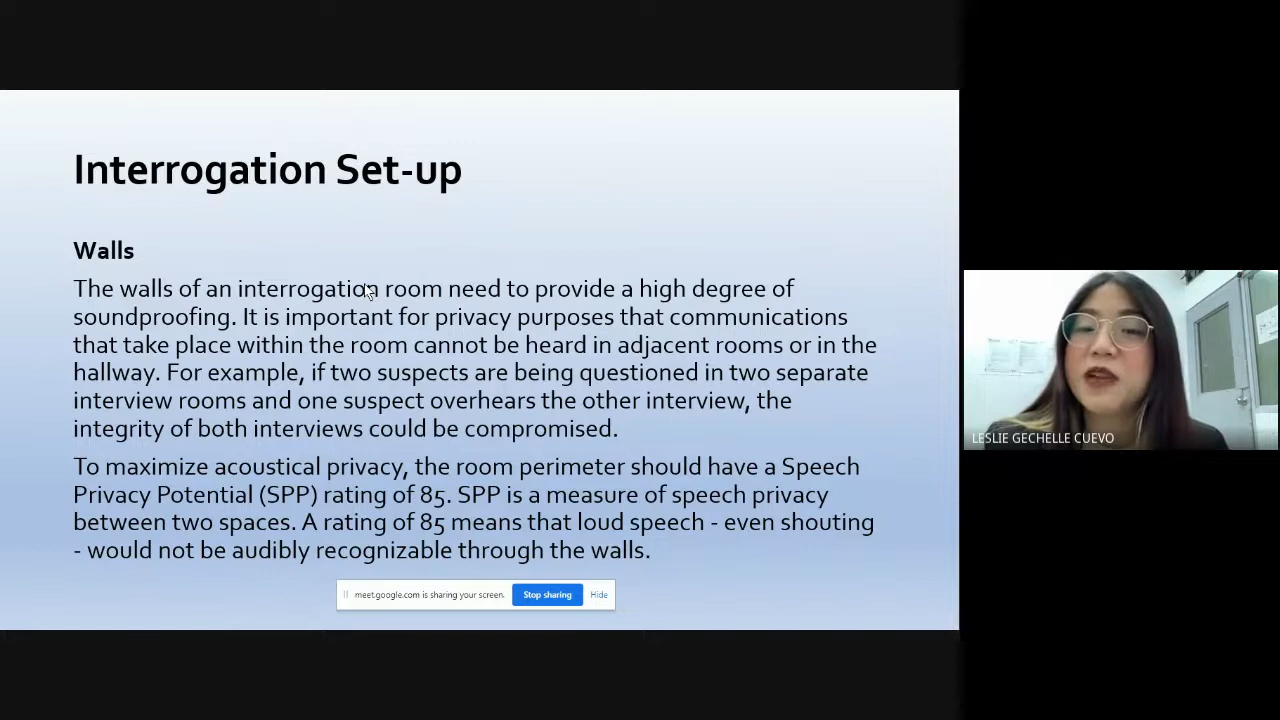 Interrogation Set-up
Walls
The walls of an interrogation room need to provide a high degree of
soundproofing. It is important for privacy purposes that communications
that take place within the room cannot be heard in adjacent rooms or in the
hallway. For example, if two suspects are being questioned in two separate
interview rooms and one suspect overhears the other interview, the
integrity of both interviews could be compromised.
To maximize acoustical privacy, the room perimeter should have a Speech
Privacy Potential (SPP) rating of 85. SPP is a measure of speech privacy
between two spaces. A rating of 85 means that loud speech - even shouting
- would not be audibly recognizable through the walls.
meet.google.com is sharing your screen. Stop sharing Hide
LESLIE GECHELLE CUEVO